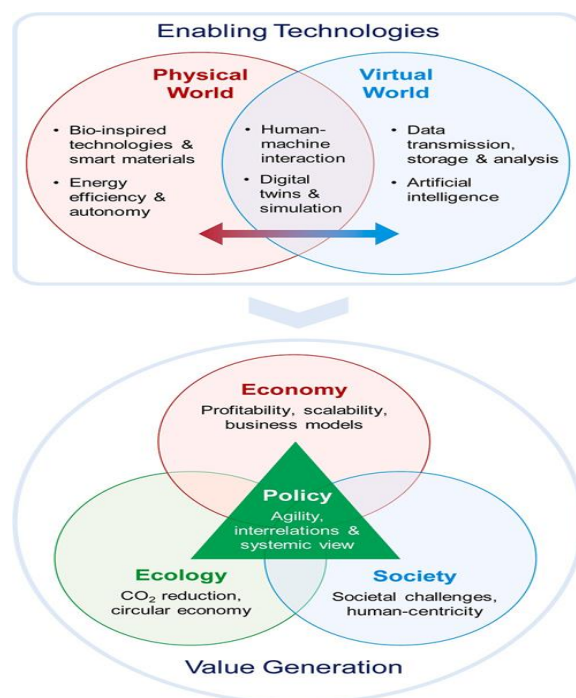 Enabling Technologies
Physical
World
• Bio-inspired
technologies &
smart materials
• Energy
efficiency &
autonomy
• Human-
machine
interaction
• Digital
twins &
simulation
Virtual
World
• Data
transmission,
storage & analysis
• Artificial
intelligence
Economy
Profitability, scalability,
business models
Policy
Agility,
interrelations &
systemic view
Ecology
CO₂ reduction,
circular economy
Society
Societal challenges,
human-centricity
Value Generation